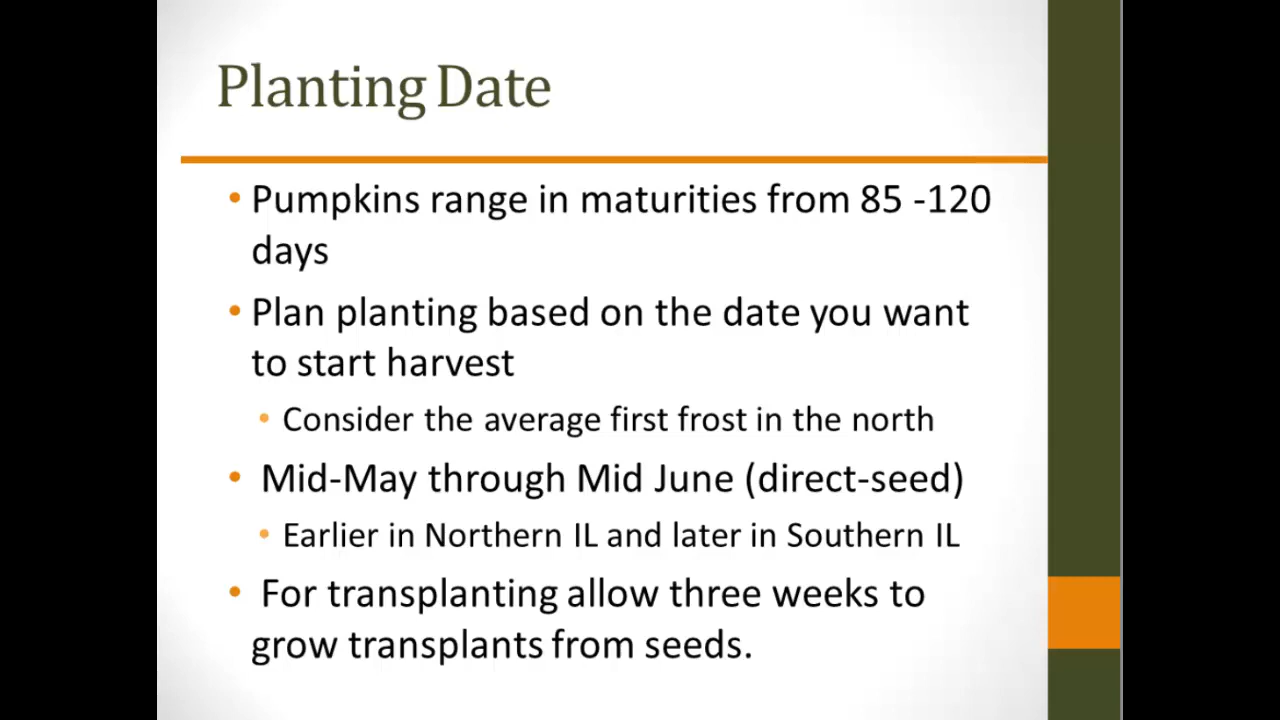 Planting Date
• Pumpkins range in maturities from 85 -120
days
• Plan planting based on the date you want
to start harvest
• Consider the average first frost in the north
• Mid-May through Mid June (direct-seed)
• Earlier in Northern IL and later in Southern IL
• For transplanting allow three weeks to
grow transplants from seeds.